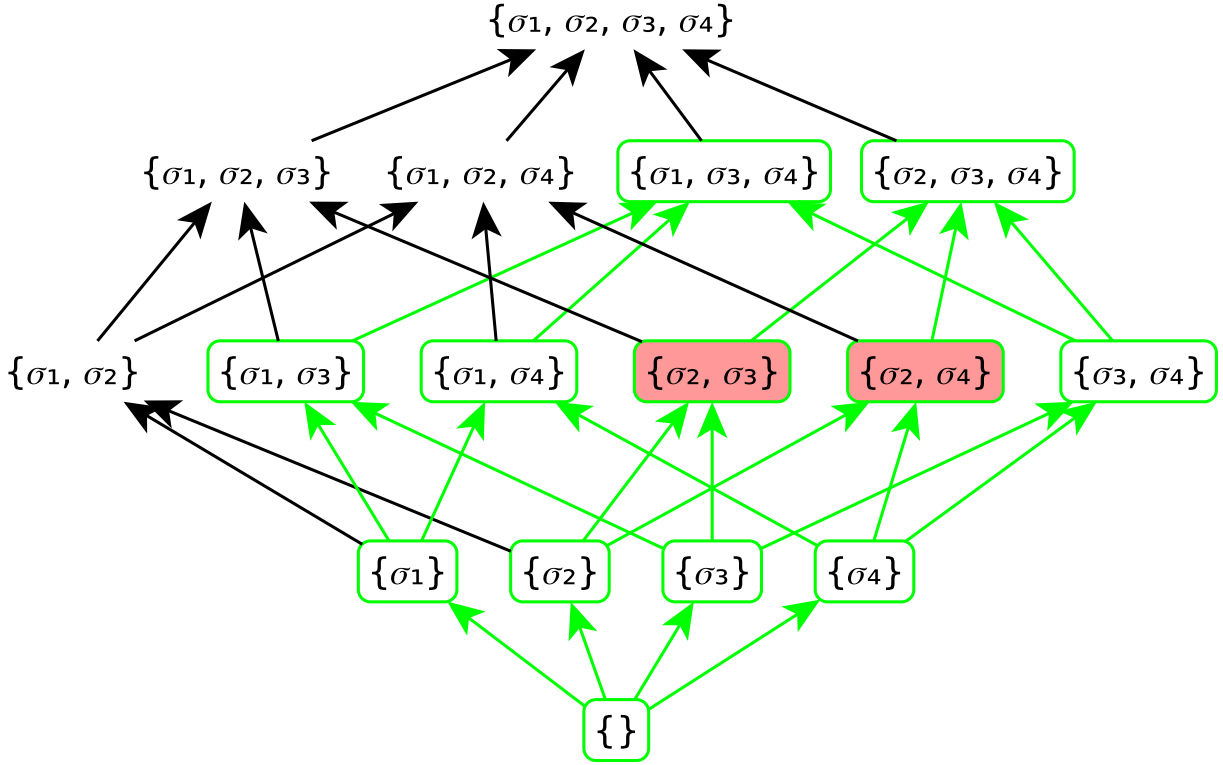 {σ1, σ2, σ3, σ4}
{σ1, σ2, σ3} {σ1, σ2, σ4} {σ1, σ3, σ4} {σ2, σ3, σ4}
{σ1, σ2} {σ1, σ3} {σ1, σ4} {σ2, σ3} {σ2, σ4} {σ3, σ4}
{σ1} {σ2} {σ3} {σ4}
{}